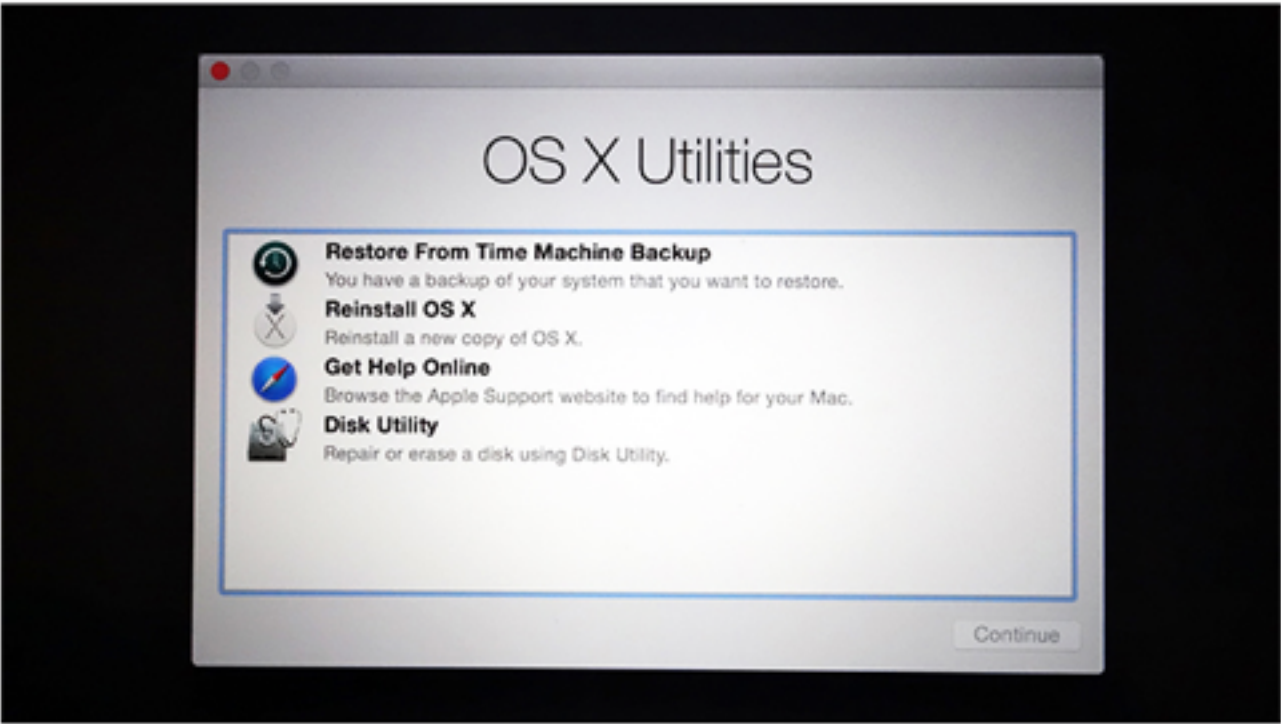 OS X Utilities
Restore From Time Machine Backup
You have a backup of your system that you want to restore.
Reinstall OS X
Reinstall a new copy of OS X.
Get Help Online
Browse the Apple Support website to find help for your Mac.
Disk Utility
Repair or erase a disk using Disk Utility.
Continue